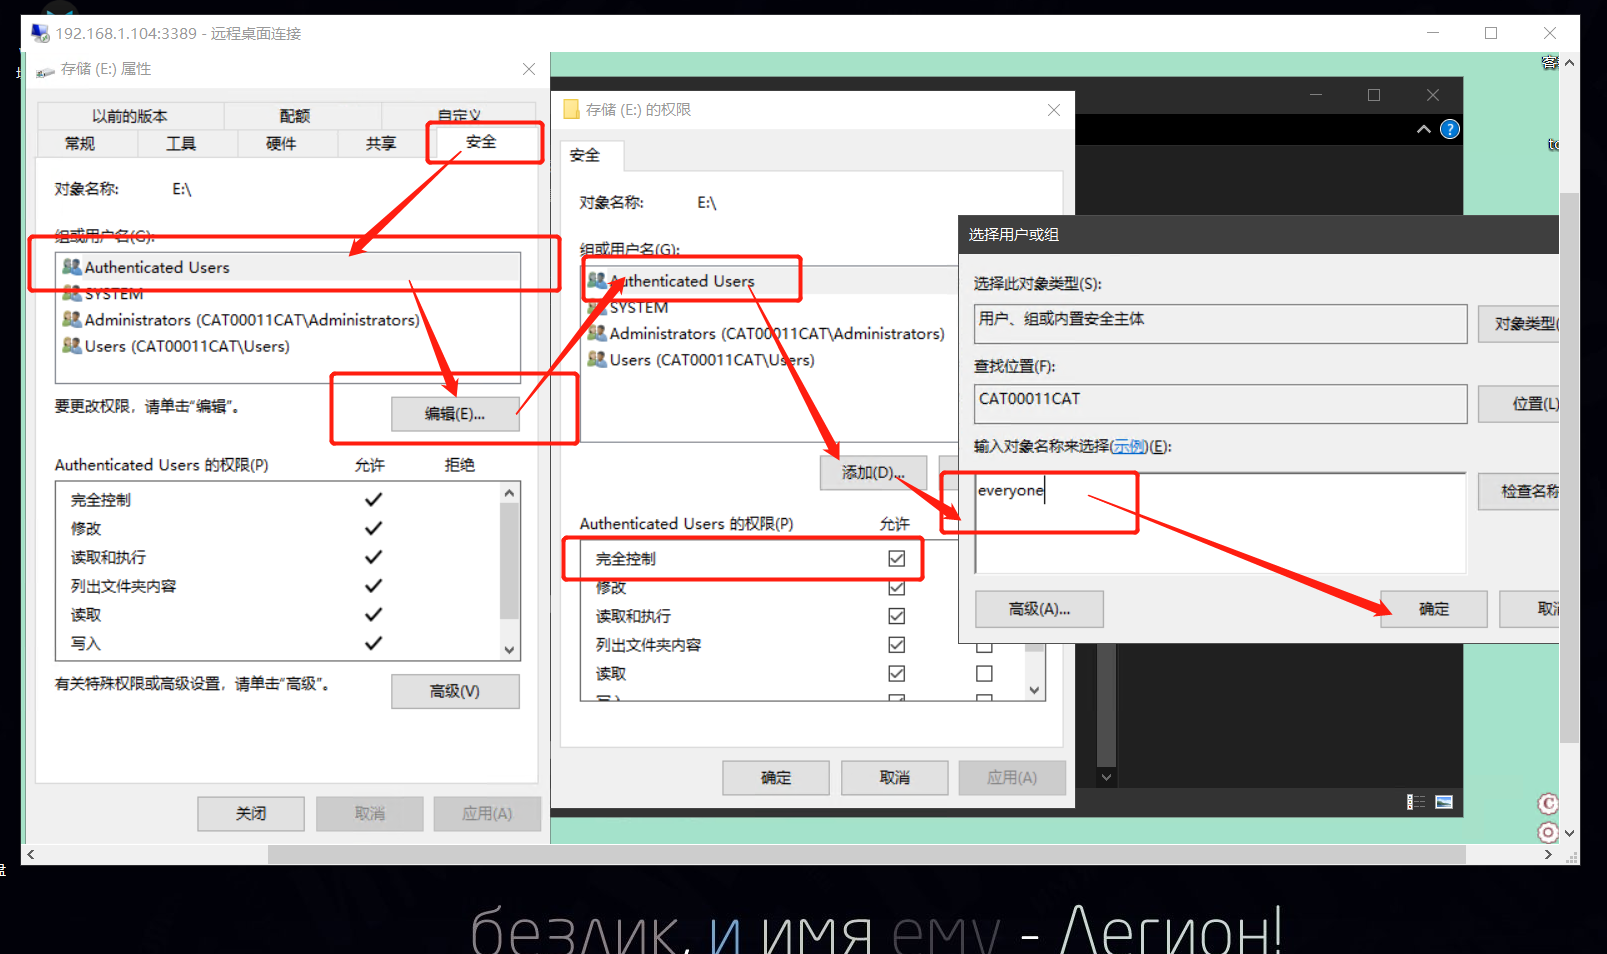 192.168.1.104:3389 - 远程桌面连接
存储 (E:) 属性
以前的版本
配额
自定义
常规
工具
硬件
共享
安全
对象名称:
E:\
组或用户名(G):
Authenticated Users
SYSTEM
Administrators (CAT00011CAT\Administrators)
Users (CAT00011CAT\Users)
要更改权限，请单击“编辑”。
编辑(E)...
Authenticated Users 的权限(P)
允许
拒绝
完全控制
修改
读取和执行
列出文件夹内容
读取
写入
有关特殊权限或高级设置，请单击“高级”。
高级(V)
关闭
取消
应用(A)
存储 (E:) 的权限
安全
对象名称:
E:\
组或用户名(G):
Authenticated Users
SYSTEM
Administrators (CAT00011CAT\Administrators)
Users (CAT00011CAT\Users)
添加(D)...
Authenticated Users 的权限(P)
允许
完全控制
修改
读取和执行
列出文件夹内容
读取
确定
取消
应用(A)
选择用户或组
选择此对象类型(S):
用户、组或内置安全主体
对象类型(
查找位置(F):
CAT00011CAT
位置(L)
输入对象名称来选择(示例)(E):
everyone
检查名称
高级(A)...
确定
безлик, и имя ему - Легион!